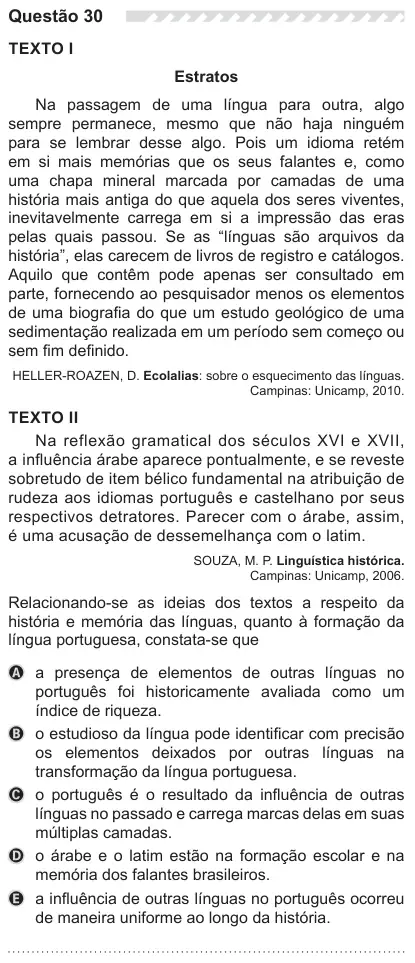 Questão 30
TEXTO I
Estratos
Na passagem de uma língua para outra, algo
sempre permanece, mesmo que não haja ninguém
para se lembrar desse algo. Pois um idioma retém
em si mais memórias que os seus falantes e, como
uma chapa mineral marcada por camadas de uma
história mais antiga do que aquela dos seres viventes,
inevitavelmente carrega em si a impressão das eras
pelas quais passou. Se as “línguas são arquivos da
história”, elas carecem de livros de registro e catálogos.
Aquilo que contêm pode apenas ser consultado em
parte, fornecendo ao pesquisador menos os elementos
de uma biografia do que um estudo geológico de uma
sedimentação realizada em um período sem começo ou
sem fim definido.
HELLER-ROAZEN, D. Ecolalias: sobre o esquecimento das línguas.
Campinas: Unicamp, 2010.
TEXTO II
Na reflexão gramatical dos séculos XVI e XVII,
a influência árabe aparece pontualmente, e se reveste
sobretudo de item bélico fundamental na atribuição de
rudeza aos idiomas português e castelhano por seus
respectivos detratores. Parecer com o árabe, assim,
é uma acusação de dessemelhança com o latim.
SOUZA, M. P. Linguística histórica.
Campinas: Unicamp, 2006.
Relacionando-se as ideias dos textos a respeito da
história e memória das línguas, quanto à formação da
língua portuguesa, constata-se que
A a presença de elementos de outras línguas no
português foi historicamente avaliada como um
índice de riqueza.
B o estudioso da língua pode identificar com precisão
os elementos deixados por outras línguas na
transformação da língua portuguesa.
C o português é o resultado da influência de outras
línguas no passado e carrega marcas delas em suas
múltiplas camadas.
D o árabe e o latim estão na formação escolar e na
memória dos falantes brasileiros.
E a influência de outras línguas no português ocorreu
de maneira uniforme ao longo da história.